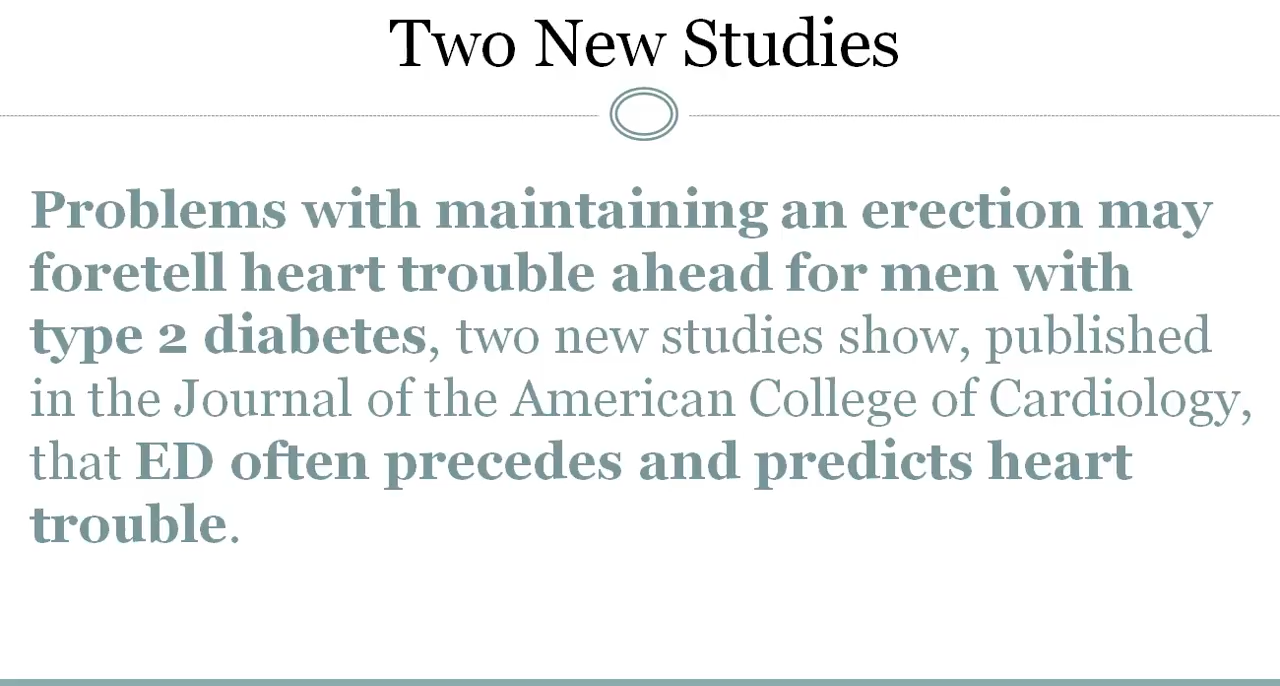 Two New Studies
Problems with maintaining an erection may
foretell heart trouble ahead for men with
type 2 diabetes, two new studies show, published
in the Journal of the American College of Cardiology,
that ED often precedes and predicts heart
trouble.